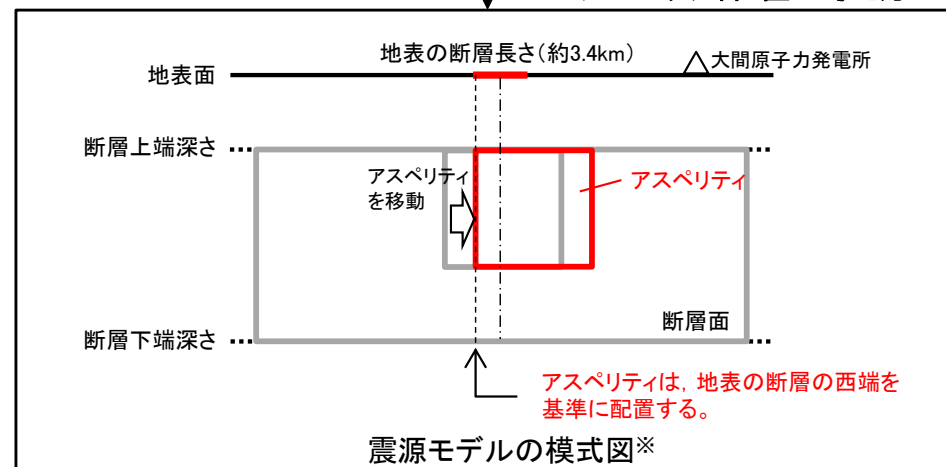 地表の断層長さ(約3.4km)
大間原子力発電所
地表面
断層上端深さ
アスペリティ
を移動
アスペリティ
断層面
断層下端深さ
アスペリティは，地表の断層の西端を
基準に配置する。
震源モデルの模式図※